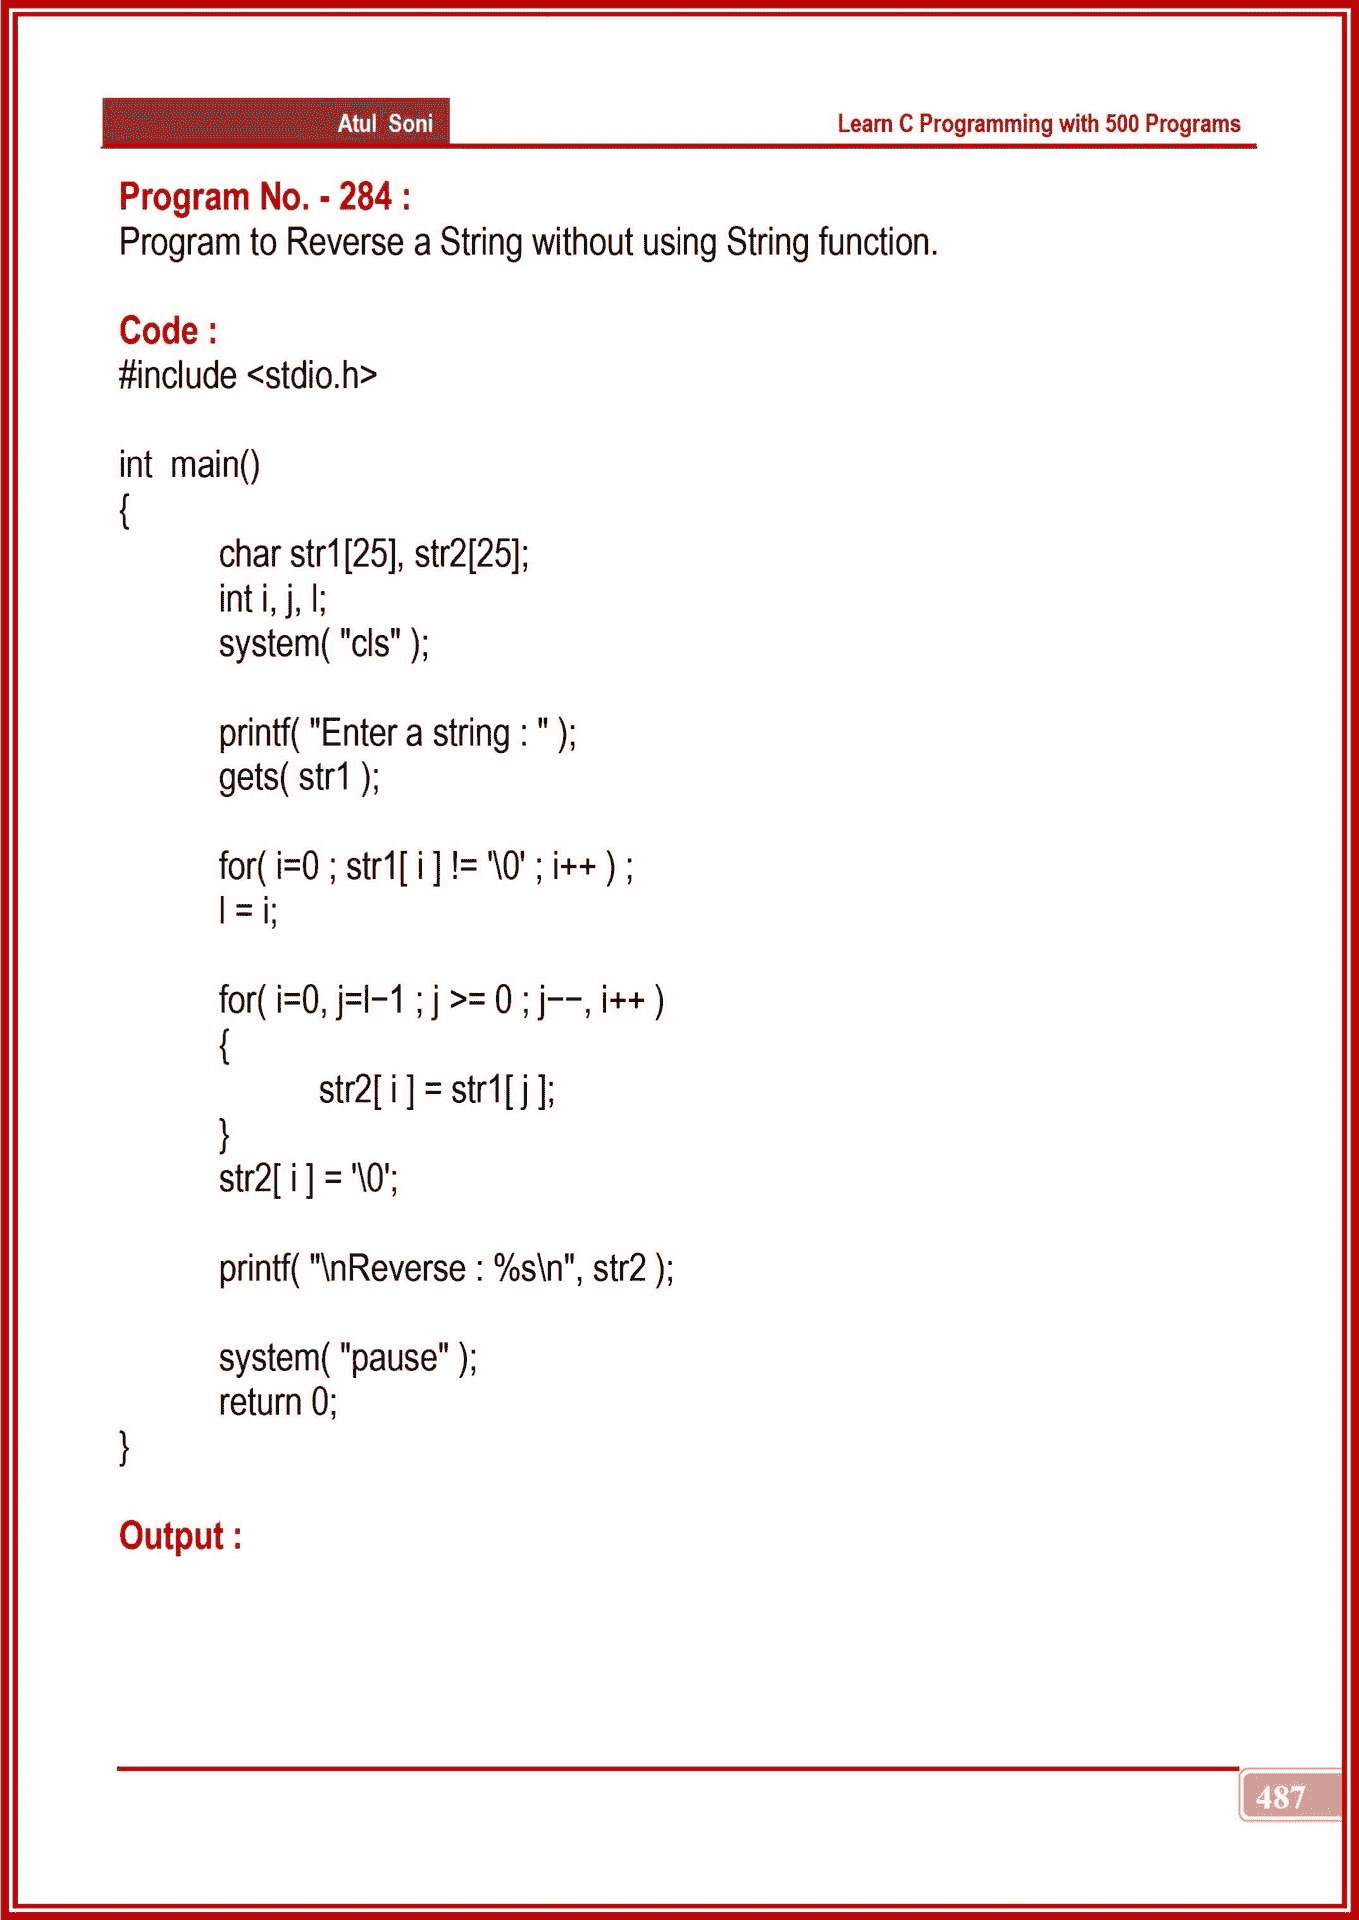 Atul Soni
Learn C Programming with 500 Programs
Program No. - 284 :
Program to Reverse a String without using String function.
Code :
#include <stdio.h>
int main()
{
char str1[25], str2[25];
int i, j, l;
system( "cls" );
printf( "Enter a string : " );
gets( str1 );
for( i=0 ; str1[ i ] != '\0' ; i++ ) ;
l = i;
for( i=0, j=l−1 ; j >= 0 ; j−−, i++ )
{
str2[ i ] = str1[ j ];
}
str2[ i ] = '\0';
printf( "\nReverse : %s\n", str2 );
system( "pause" );
return 0;
}
Output :
487